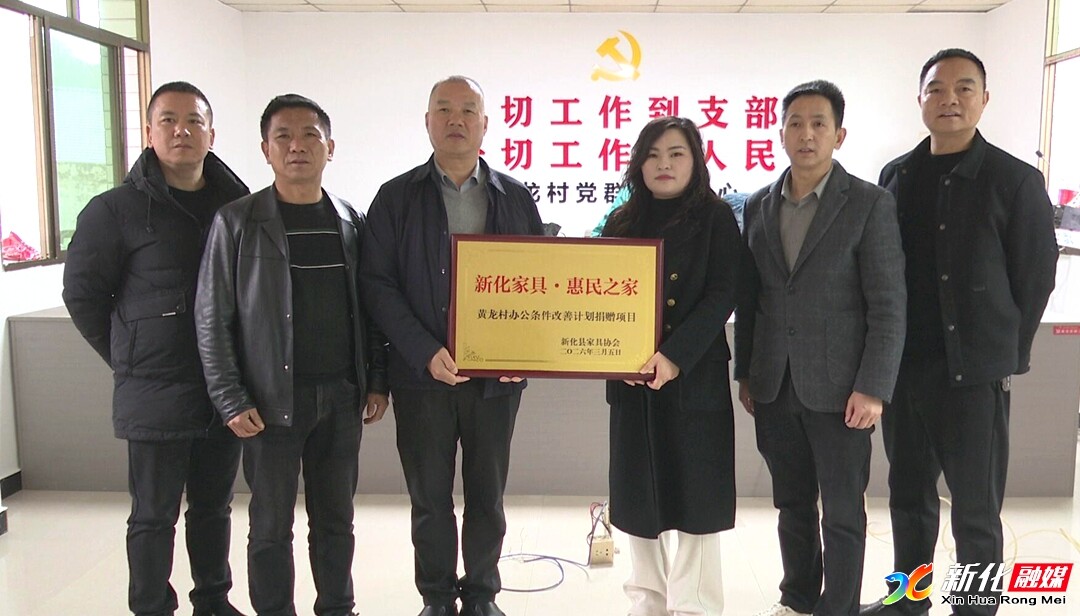 切工作到支部
切工作 人民
龙村党群 心
新化家具·惠民之家
黄龙村办公条件改善计划捐赠项目
新化县家具协会
二〇二六年三月五日
新化融媒
Xin Hua Rong Mei